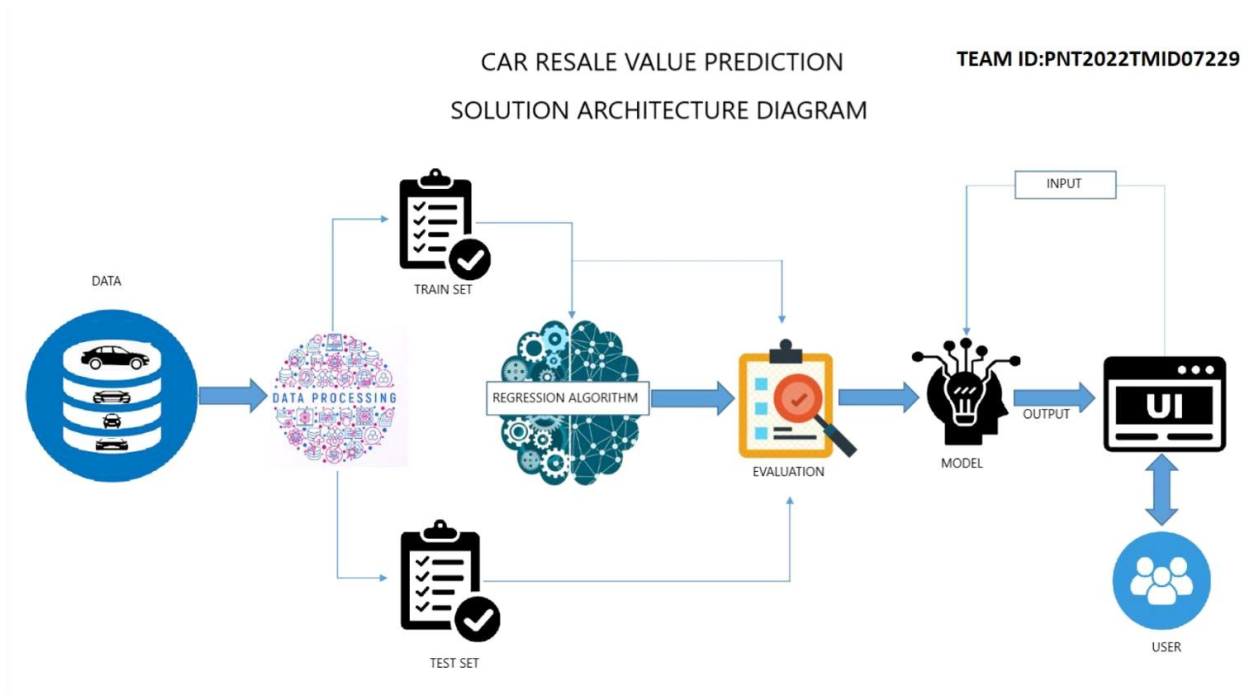 CAR RESALE VALUE PREDICTION
TEAM ID:PNT2022TMID07229
SOLUTION ARCHITECTURE DIAGRAM
INPUT
DATA
TRAIN SET
DATA PROCESSING
REGRESSION ALGORITHM
EVALUATION
MODEL
OUTPUT
UI
TEST SET
USER